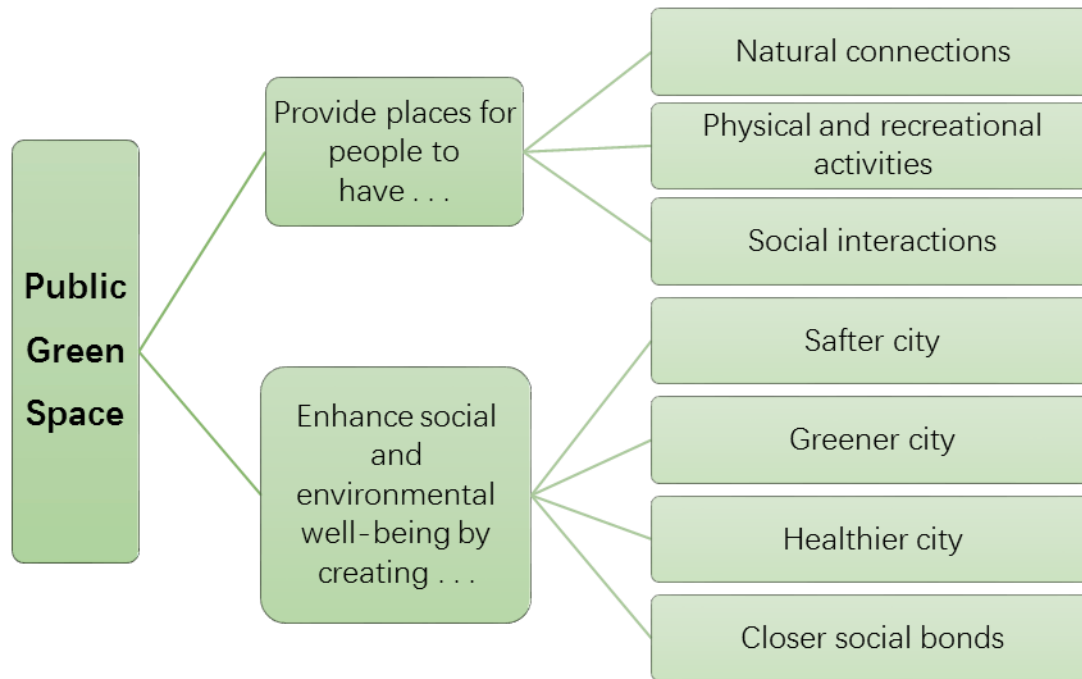 Public
Green
Space
Provide places for
people to
have . . .
Natural connections
Physical and recreational
activities
Social interactions
Enhance social
and
environmental
well-being by
creating . . .
Safter city
Greener city
Healthier city
Closer social bonds